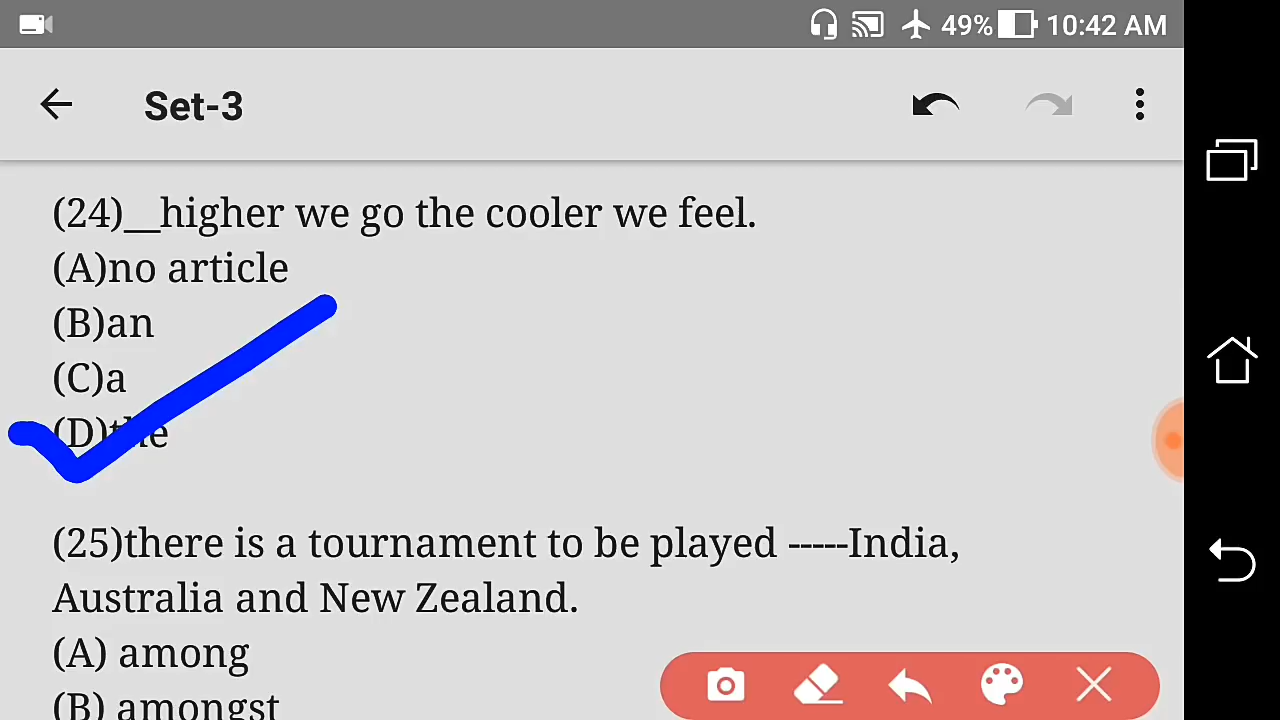 49% 10:42 AM
Set-3
(24)__higher we go the cooler we feel.
(A)no article
(B)an
(C)a
(D)the
(25)there is a tournament to be played -----India,
Australia and New Zealand.
(A) among
(B) amongst